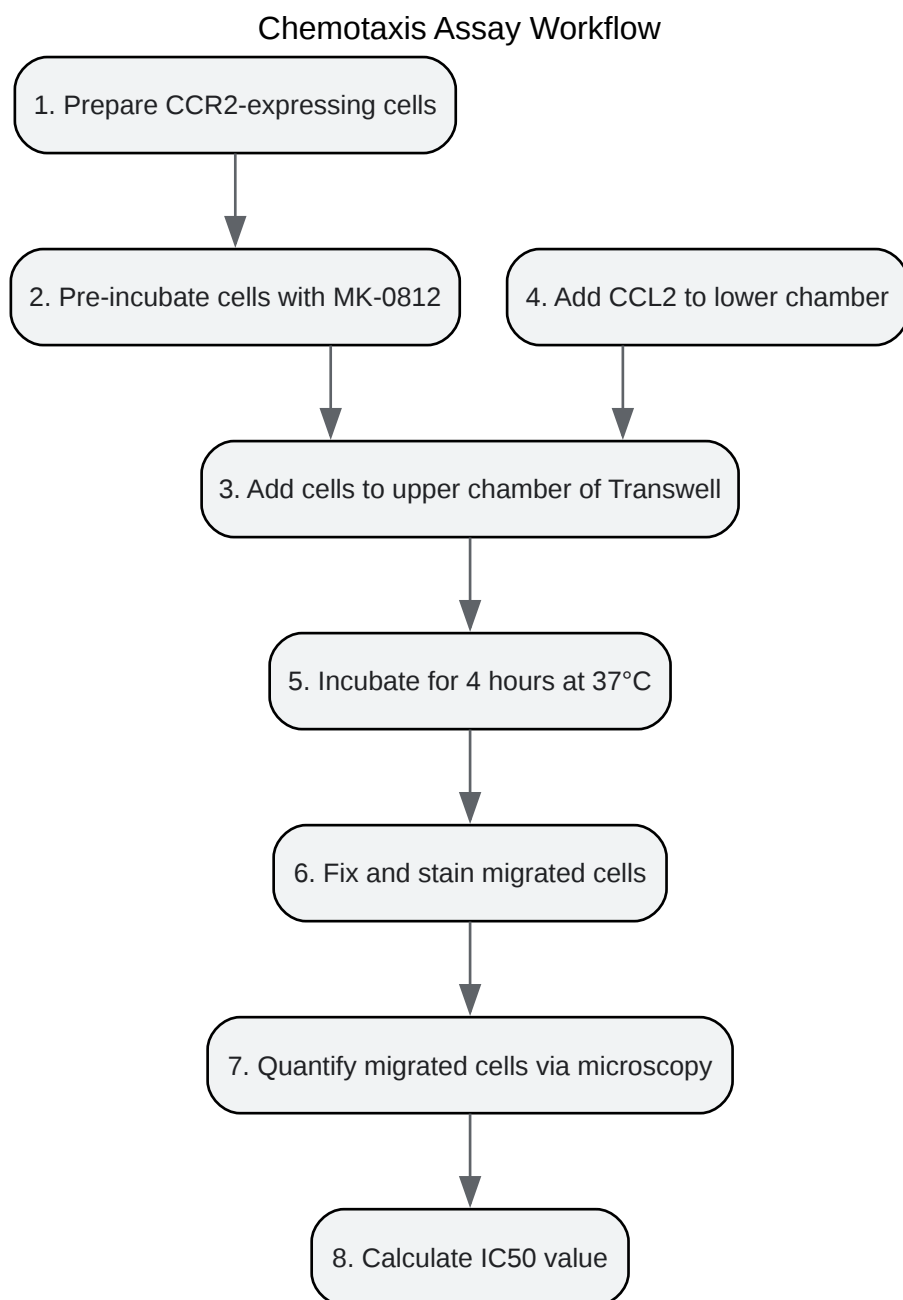 Chemotaxis Assay Workflow
1. Prepare CCR2-expressing cells
2. Pre-incubate cells with MK-0812
4. Add CCL2 to lower chamber
3. Add cells to upper chamber of Transwell
5. Incubate for 4 hours at 37°C
6. Fix and stain migrated cells
7. Quantify migrated cells via microscopy
8. Calculate IC50 value